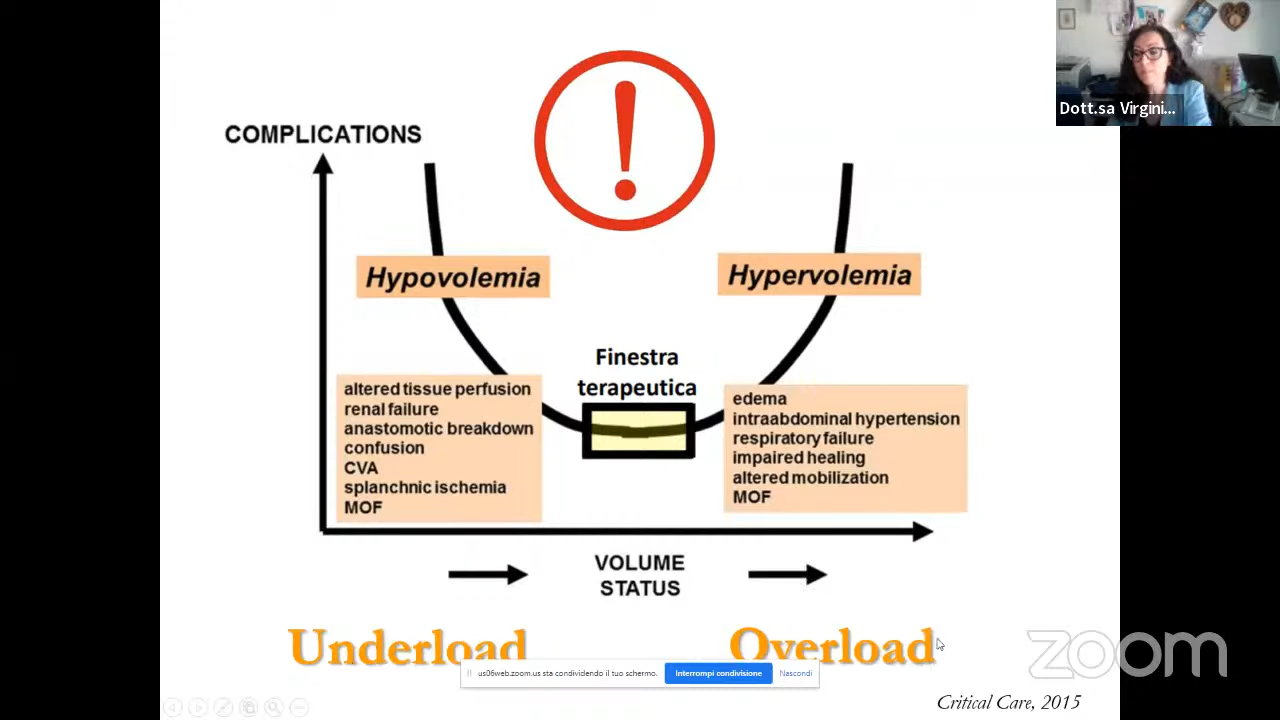 Dott.sa Virgini...
COMPLICATIONS
Hypovolemia
Hypervolemia
Finestra
terapeutica
altered tissue perfusion
renal failure
anastomotic breakdown
confusion
CVA
splanchnic ischemia
MOF
edema
intraabdominal hypertension
respiratory failure
impaired healing
altered mobilization
MOF
VOLUME
STATUS
Underload
Overload
zoom
us06web.zoom.us sta condividendo il tuo schermo.
Interrompi condivisione
Nascondi
Critical Care, 2015